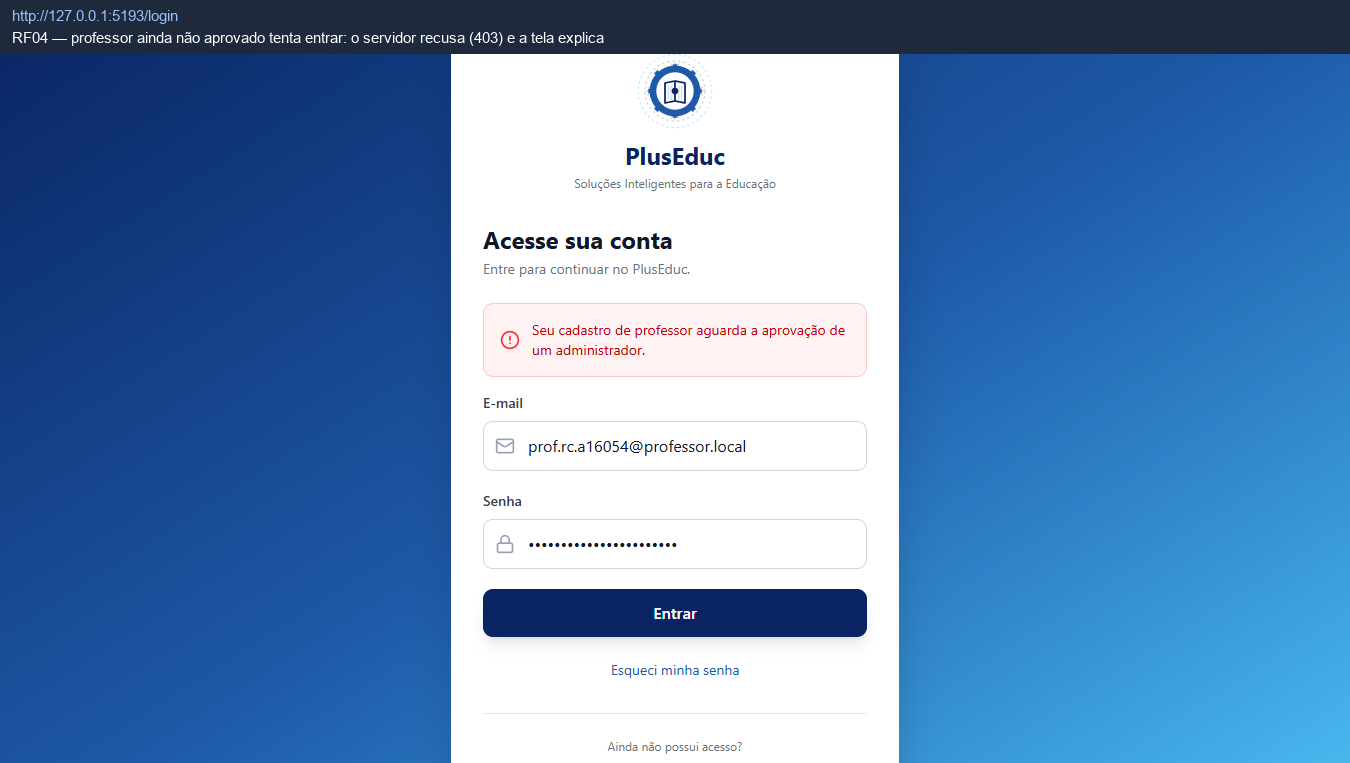 http://127.0.0.1:5193/login
RF04 — professor ainda não aprovado tenta entrar: o servidor recusa (403) e a tela explica
PlusEduc
Soluções Inteligentes para a Educação
Acesse sua conta
Entre para continuar no PlusEduc.
Seu cadastro de professor aguarda a aprovação de
um administrador.
E-mail
prof.rc.a16054@professor.local
Senha
•••••••••••••••••••••••
Entrar
Esqueci minha senha
Ainda não possui acesso?